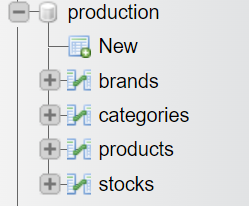 production
New
brands
categories
products
stocks